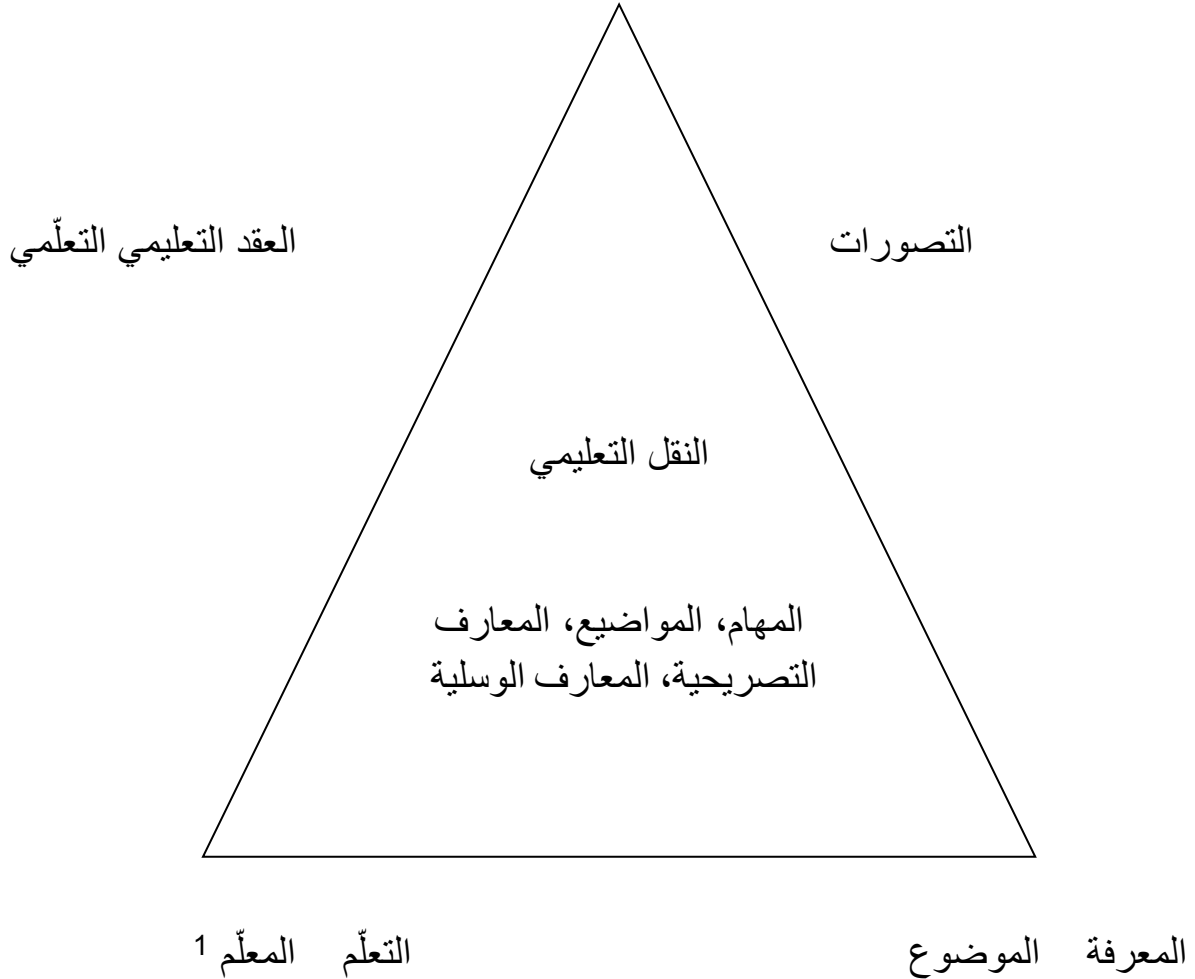 التصورات
العقد التعليمي التعلّمي
النقل التعليمي
المهام، المواضيع، المعارف
التصريحية، المعارف الوسلية
المعرفة الموضوع
التعلّم المعلّم 1